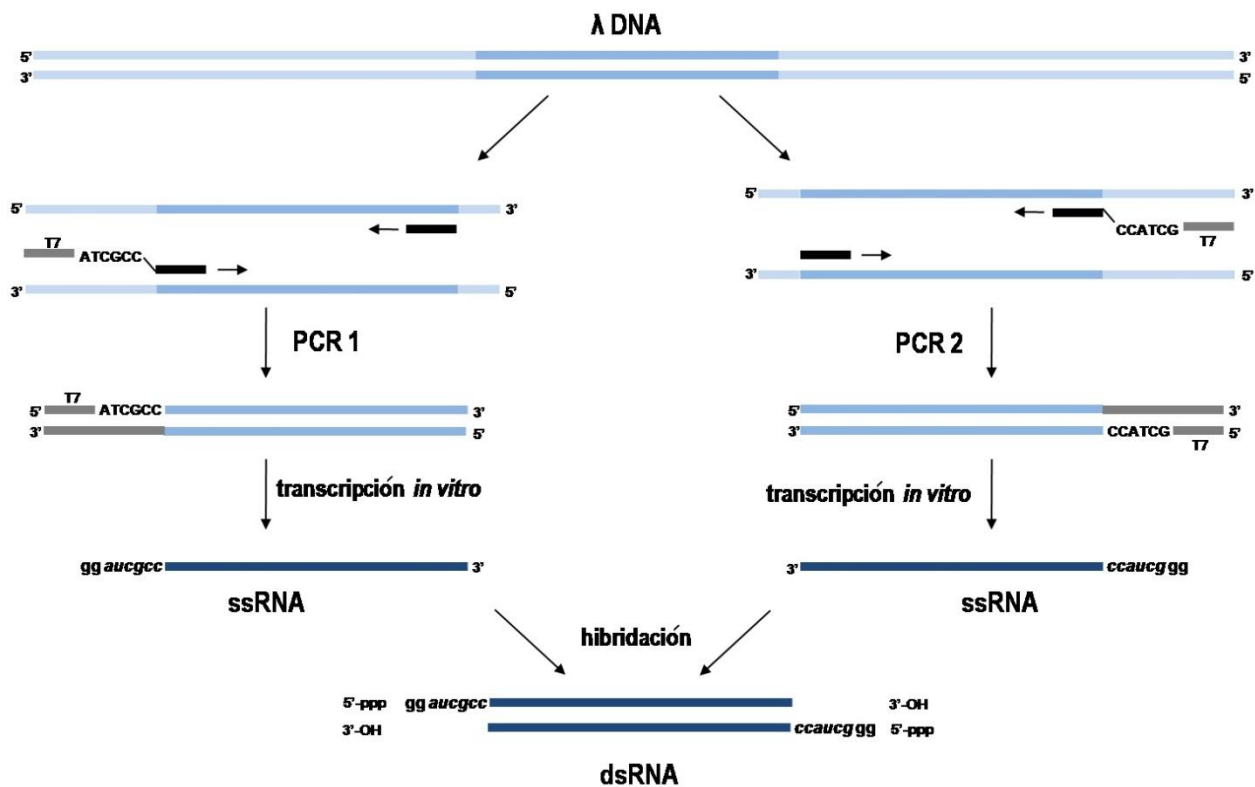 λ DNA
5' 3'
3' 5'
5' 3'
T7 ATCGCC
3' 5'
5' 3'
CCATCG T7
3' 5'
PCR 1
PCR 2
5' T7 ATCGCC 3'
3' 5'
5' 3'
3' CCATCG T7 5'
transcripción in vitro
transcripción in vitro
gg aucgcc 3'
3' ccaucg gg
ssRNA
ssRNA
hibridación
5'-ppp gg aucgcc 3'-OH
3'-OH ccaucg gg 5'-ppp
dsRNA